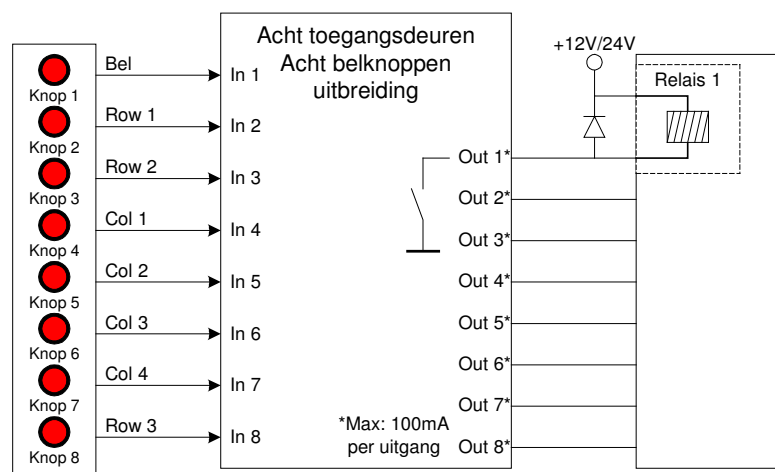 Acht toegangsdeuren
Acht belknoppen
uitbreiding
+12V/24V
Relais 1
Knop 1
Bel
In 1
Knop 2
Row 1
In 2
Knop 3
Row 2
In 3
Knop 4
Col 1
In 4
Knop 5
Col 2
In 5
Knop 6
Col 3
In 6
Knop 7
Col 4
In 7
Knop 8
Row 3
In 8
Out 1*
Out 2*
Out 3*
Out 4*
Out 5*
Out 6*
Out 7*
Out 8*
*Max: 100mA
per uitgang